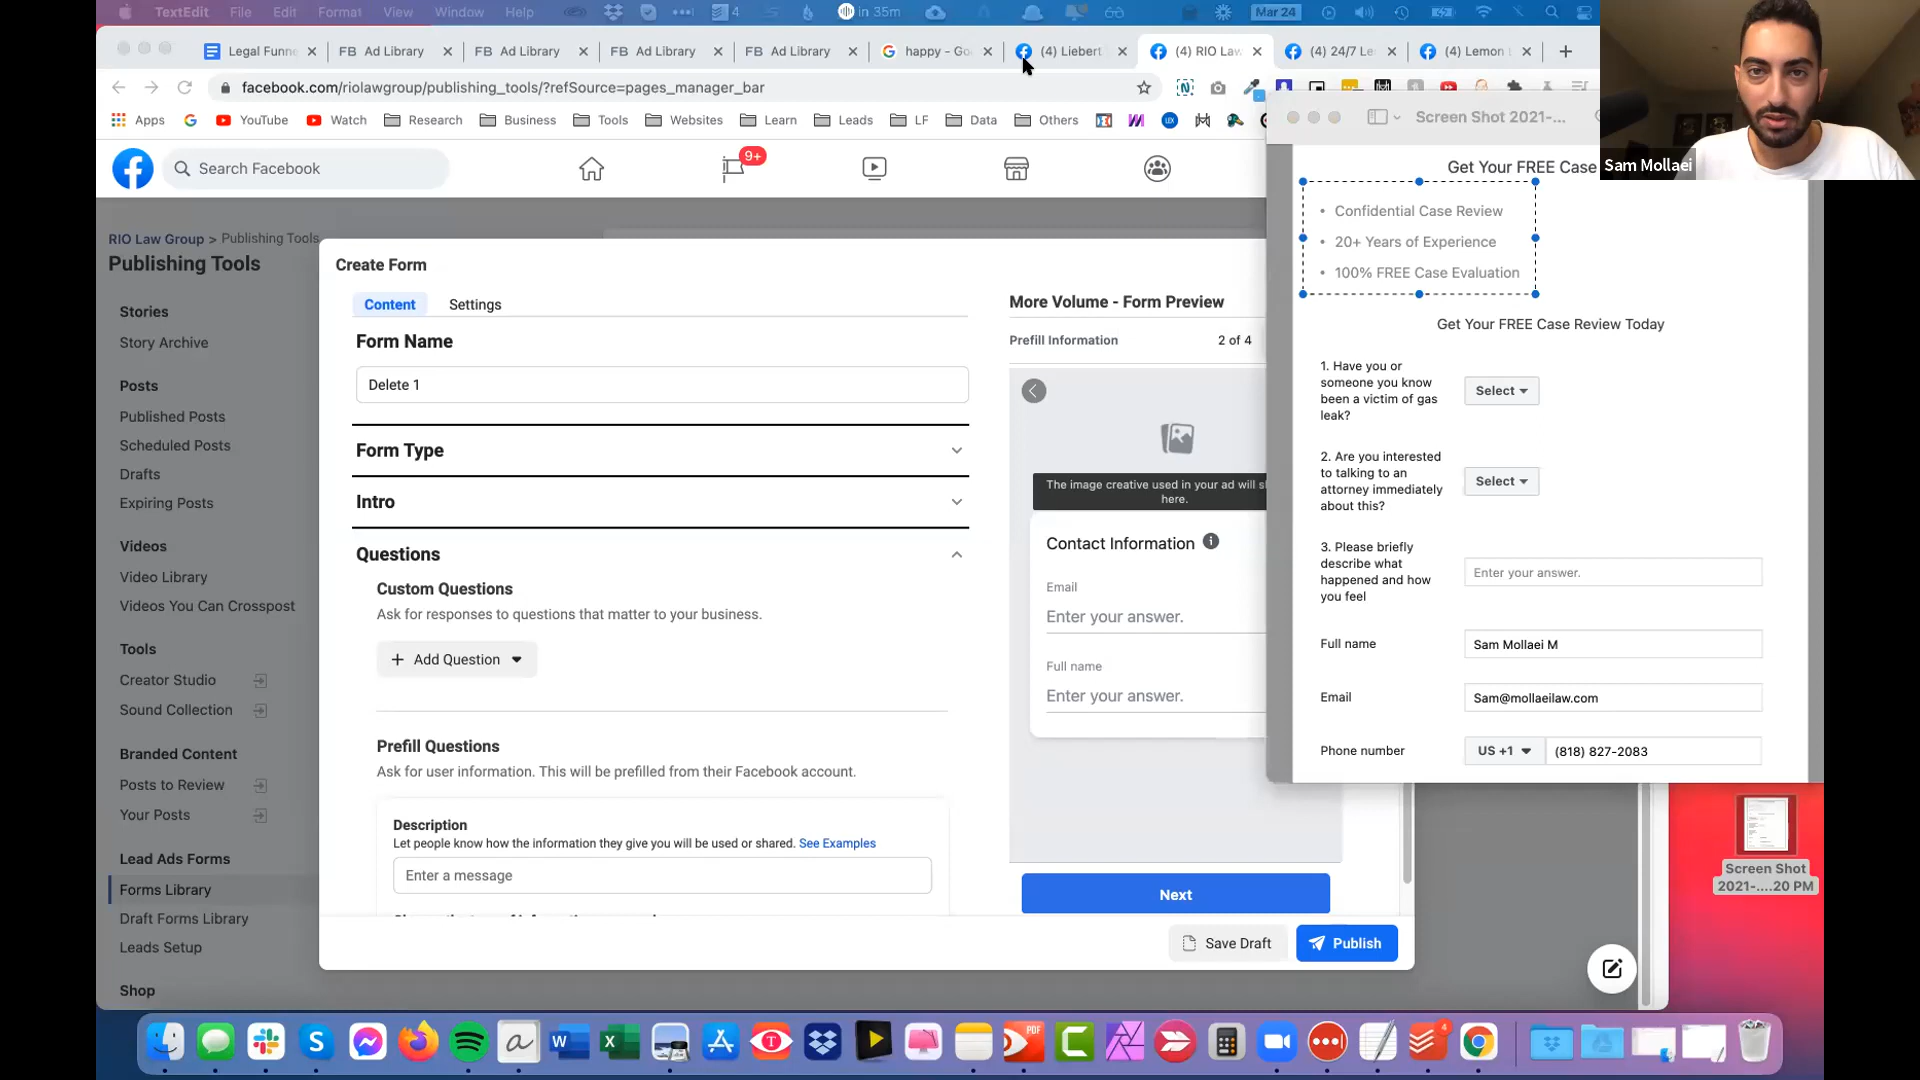 TextEdit File Edit Format View Window Help 4 in 35m Mar 24
Legal Funne FB Ad Library FB Ad Library FB Ad Library FB Ad Library happy - Go (4) Liebert (4) RIO Law (4) 24/7 Le (4) Lemon
facebook.com/riolawgroup/publishing_tools/?refSource=pages_manager_bar
Apps YouTube Watch Research Business Tools Websites Learn Leads LF Data Others
Search Facebook
9+
RIO Law Group > Publishing Tools
Publishing Tools
Stories
Story Archive
Posts
Published Posts
Scheduled Posts
Drafts
Expiring Posts
Videos
Video Library
Videos You Can Crosspost
Tools
Creator Studio
Sound Collection
Branded Content
Posts to Review
Your Posts
Lead Ads Forms
Forms Library
Draft Forms Library
Leads Setup
Shop
Create Form
Content Settings
Form Name
Delete 1
Form Type
Intro
Questions
Custom Questions
Ask for responses to questions that matter to your business.
+ Add Question
Prefill Questions
Ask for user information. This will be prefilled from their Facebook account.
Description
Let people know how the information they give you will be used or shared. See Examples
Enter a message
More Volume - Form Preview
Prefill Information 2 of 4
The image creative used in your ad will s
here.
Contact Information
Email
Enter your answer.
Full name
Enter your answer.
Next
Save Draft
Publish
Screen Shot 2021-...
Get Your FREE Case
• Confidential Case Review
• 20+ Years of Experience
• 100% FREE Case Evaluation
Get Your FREE Case Review Today
1. Have you or
someone you know
been a victim of gas
leak?
Select
2. Are you interested
to talking to an
attorney immediately
about this?
Select
3. Please briefly
describe what
happened and how
you feel
Enter your answer.
Full name
Sam Mollaei M
Email
Sam@mollaeilaw.com
Phone number
US +1 (818) 827-2083
Sam Mollaei
Screen Shot
2021-....20 PM
4